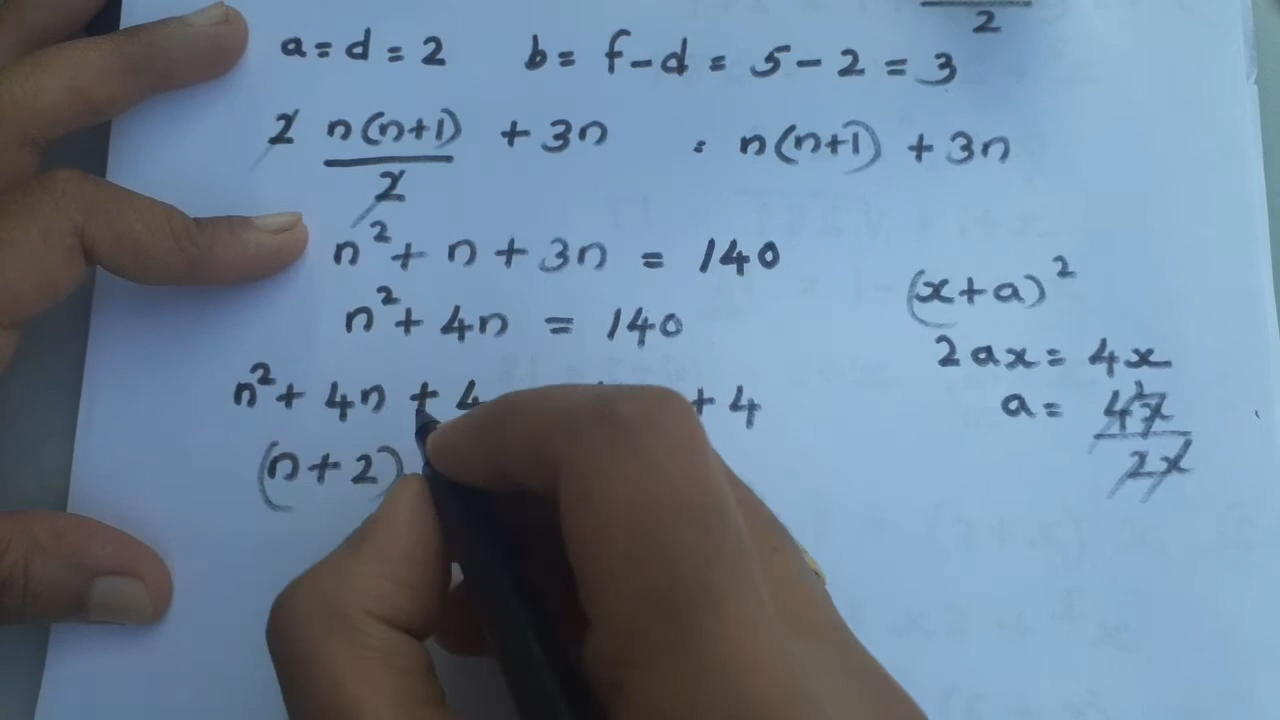 2
a = d = 2 b = f - d = 5 - 2 = 3
2 n(n+1)/2 + 3n = n(n+1) + 3n
n² + n + 3n = 140
(x+a)²
n² + 4n = 140
2ax = 4x
n² + 4n + 4 + 4
a = 4x/2x
(n+2)